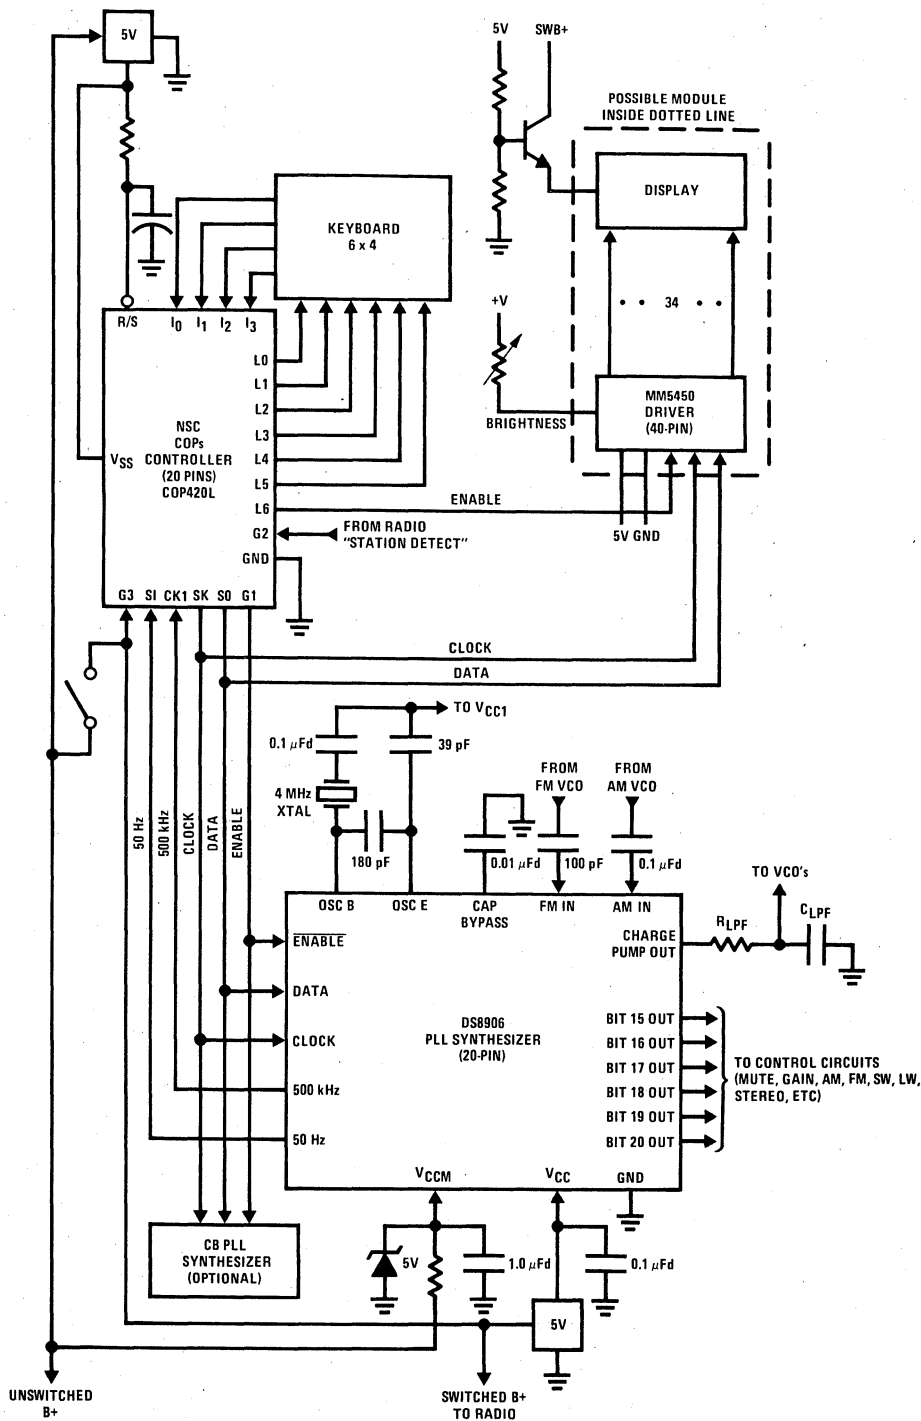 5V
5V
SWB+
POSSIBLE MODULE
INSIDE DOTTED LINE
DISPLAY
KEYBOARD
6 x 4
• • 34 • •
+V
R/S
I0
I1
I2
I3
L0
L1
L2
L3
L4
L5
L6
G2
GND
VSS
NSC
COPs
CONTROLLER
(20 PINS)
COP420L
MM5450
DRIVER
(40-PIN)
BRIGHTNESS
ENABLE
FROM RADIO
"STATION DETECT"
5V GND
G3
SI
CK1
SK
S0
G1
CLOCK
DATA
TO VCC1
0.1 μFd
39 pF
4 MHz
XTAL
180 pF
FROM
FM VCO
FROM
AM VCO
0.01 μFd
100 pF
0.1 μFd
50 Hz
500 kHz
CLOCK
DATA
ENABLE
TO VCO's
RLPF
CLPF
OSC B
OSC E
CAP
BYPASS
FM IN
AM IN
ENABLE
DATA
CLOCK
500 kHz
50 Hz
CHARGE
PUMP OUT
DS8906
PLL SYNTHESIZER
(20-PIN)
BIT 15 OUT
BIT 16 OUT
BIT 17 OUT
BIT 18 OUT
BIT 19 OUT
BIT 20 OUT
TO CONTROL CIRCUITS
(MUTE, GAIN, AM, FM, SW, LW,
STEREO, ETC)
VCCM
VCC
GND
CB PLL
SYNTHESIZER
(OPTIONAL)
5V
1.0 μFd
0.1 μFd
5V
UNSWITCHED
B+
SWITCHED B+
TO RADIO